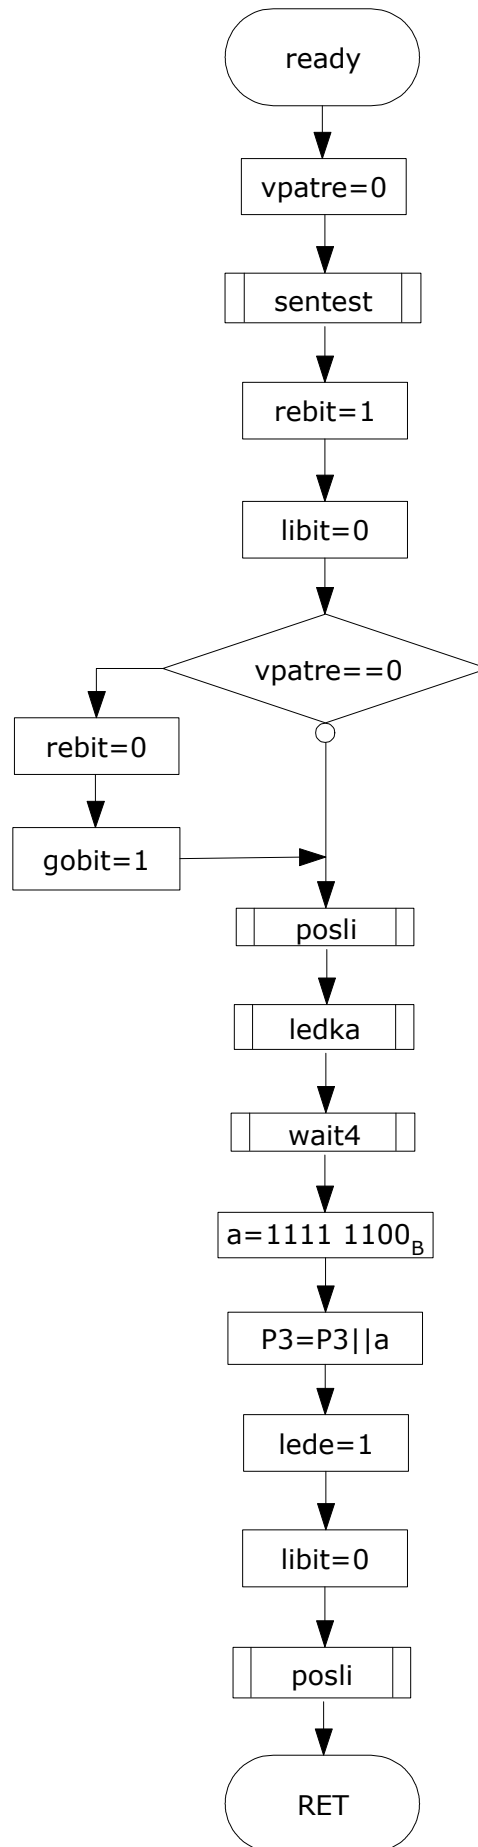 ready
vpatre=0
sentest
rebit=1
libit=0
vpatre==0
rebit=0
gobit=1
posli
ledka
wait4
a=1111 1100B
P3=P3||a
lede=1
libit=0
posli
RET